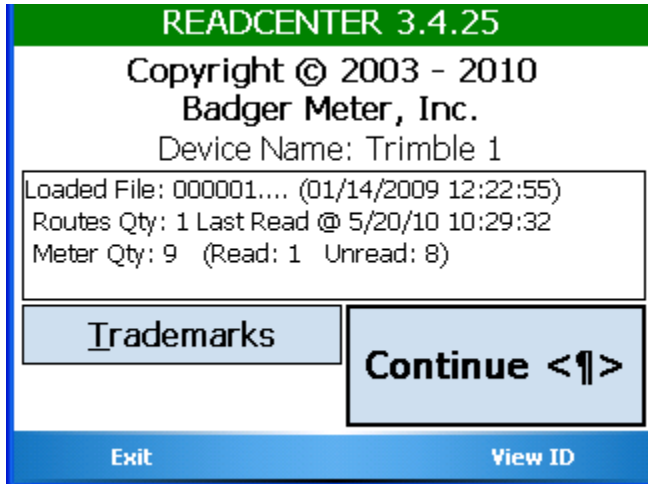 READCENTER 3.4.25
Copyright © 2003 - 2010
Badger Meter, Inc.
Device Name: Trimble 1
Loaded File: 000001.... (01/14/2009 12:22:55)
Routes Qty: 1 Last Read @ 5/20/10 10:29:32
Meter Qty: 9 (Read: 1 Unread: 8)
Trademarks
Continue <¶>
Exit View ID